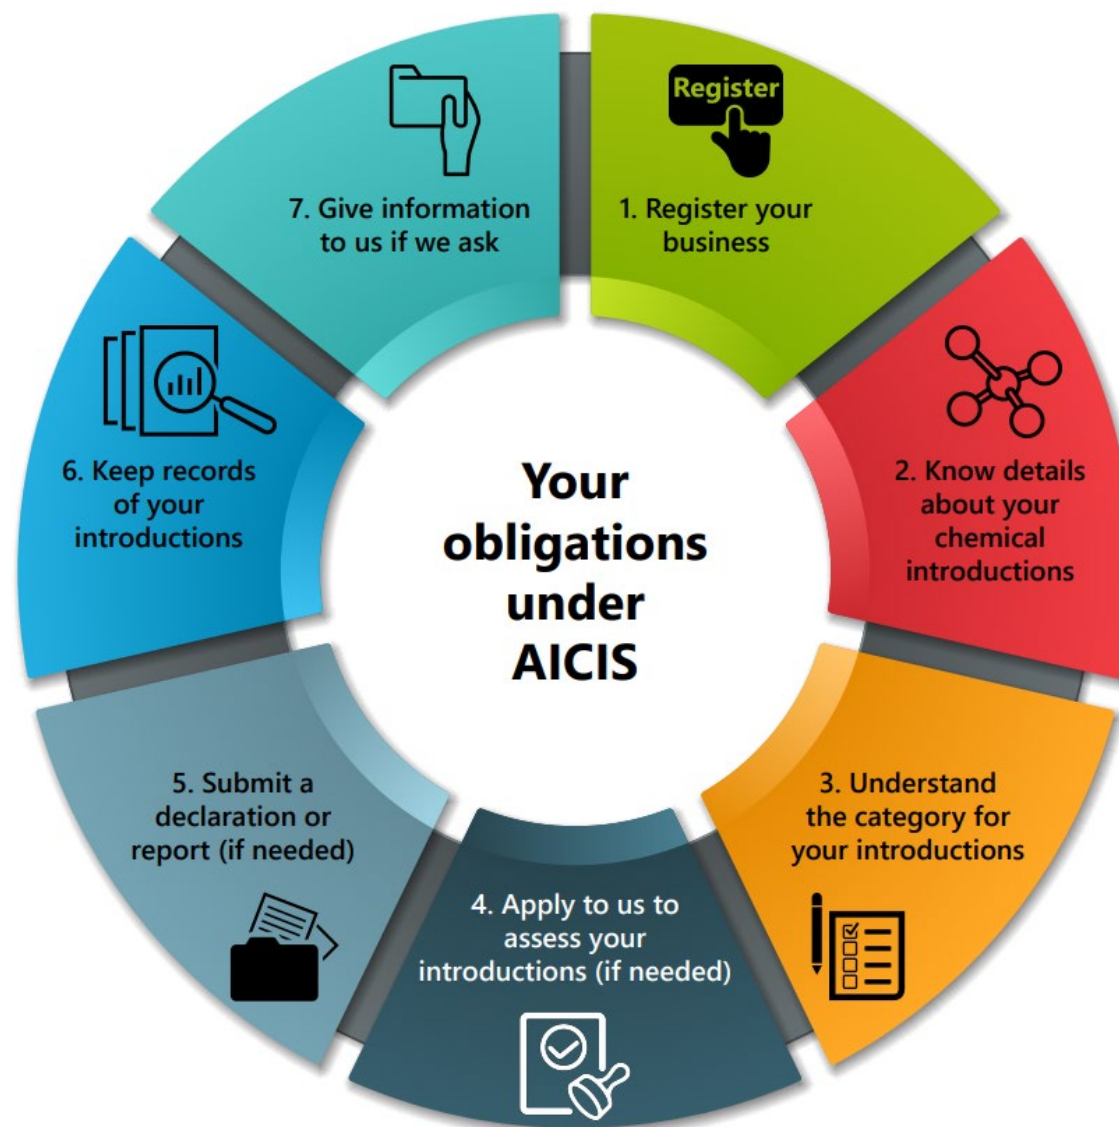 Your
obligations
under
AICIS
Register
1. Register your
business
2. Know details
about your
chemical
introductions
3. Understand
the category for
your introductions
4. Apply to us to
assess your
introductions (if needed)
5. Submit a
declaration or
report (if needed)
6. Keep records
of your
introductions
7. Give information
to us if we ask